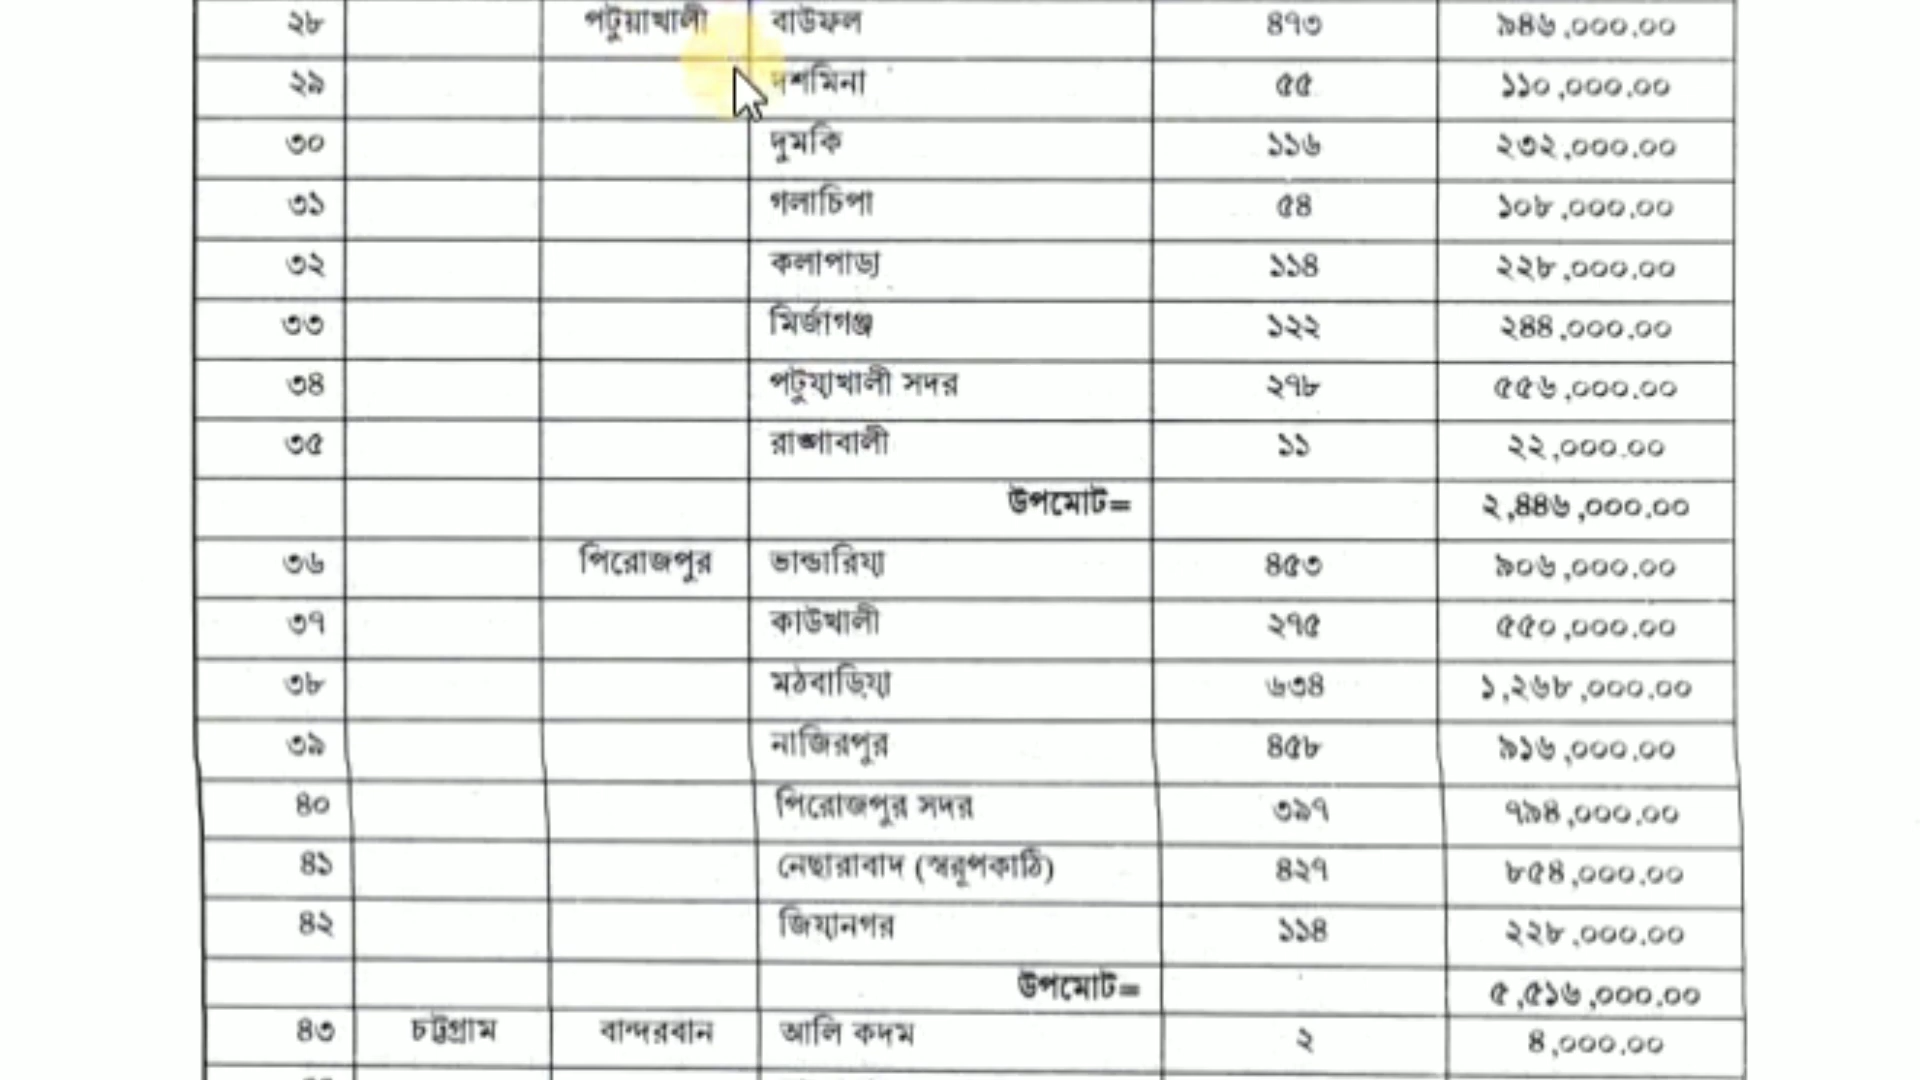 ২৮ পটুয়াখালী বাউফল ৪৭৩ ৯৪৬,০০০.০০
২৯ দশমিনা ৫৫ ১১০,০০০.০০
৩০ দুমকি ১১৬ ২৩২,০০০.০০
৩১ গলাচিপা ৫৪ ১০৮,০০০.০০
৩২ কলাপাড়া ১১৪ ২২৮,০০০.০০
৩৩ মির্জাগঞ্জ ১২২ ২৪৪,০০০.০০
৩৪ পটুয়াখালী সদর ২৭৮ ৫৫৬,০০০.০০
৩৫ রাঙ্গাবালী ১১ ২২,০০০.০০
উপমোট= ২,৪৪৬,০০০.০০
৩৬ পিরোজপুর ভান্ডারিয়া ৪৫৩ ৯০৬,০০০.০০
৩৭ কাউখালী ২৭৫ ৫৫০,০০০.০০
৩৮ মঠবাড়িয়া ৬৩৪ ১,২৬৮,০০০.০০
৩৯ নাজিরপুর ৪৫৮ ৯১৬,০০০.০০
৪০ পিরোজপুর সদর ৩৯৭ ৭৯৪,০০০.০০
৪১ নেছারাবাদ (স্বরূপকাঠি) ৪২৭ ৮৫৪,০০০.০০
৪২ জিয়ানগর ১১৪ ২২৮,০০০.০০
উপমোট= ৫,৫১৬,০০০.০০
৪৩ চট্টগ্রাম বান্দরবান আলি কদম ২ ৪,০০০.০০